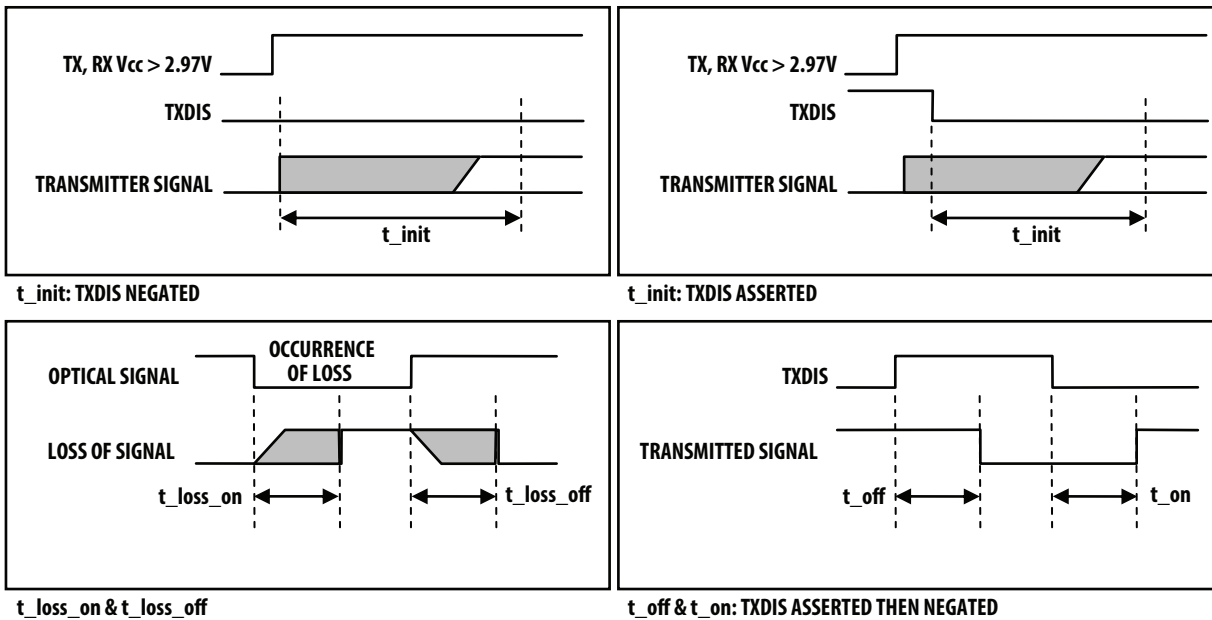 TX, RX Vcc > 2.97V
TXDIS
TRANSMITTER SIGNAL
t_init
t_init: TXDIS NEGATED
TX, RX Vcc > 2.97V
TXDIS
TRANSMITTER SIGNAL
t_init
t_init: TXDIS ASSERTED
OPTICAL SIGNAL
OCCURRENCE
OF LOSS
LOSS OF SIGNAL
t_loss_on
t_loss_off
t_loss_on & t_loss_off
TXDIS
TRANSMITTED SIGNAL
t_off
t_on
t_off & t_on: TXDIS ASSERTED THEN NEGATED